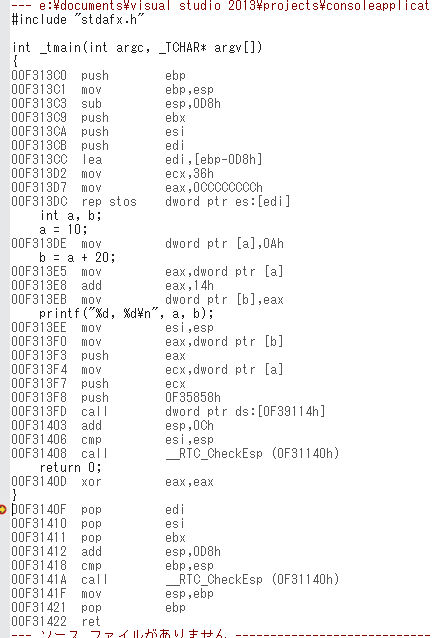 --- e:¥documents¥visual studio 2013¥projects¥consoleapplicat
#include "stdafx.h"
int _tmain(int argc, _TCHAR* argv[])
{
00F313C0 push ebp
00F313C1 mov ebp,esp
00F313C3 sub esp,0D8h
00F313C9 push ebx
00F313CA push esi
00F313CB push edi
00F313CC lea edi,[ebp-0D8h]
00F313D2 mov ecx,36h
00F313D7 mov eax,0CCCCCCCCh
00F313DC rep stos dword ptr es:[edi]
int a, b;
a = 10;
00F313DE mov dword ptr [a],0Ah
b = a + 20;
00F313E5 mov eax,dword ptr [a]
00F313E8 add eax,14h
00F313EB mov dword ptr [b],eax
printf("%d, %d¥n", a, b);
00F313EE mov esi,esp
00F313F0 mov eax,dword ptr [b]
00F313F3 push eax
00F313F4 mov ecx,dword ptr [a]
00F313F7 push ecx
00F313F8 push 0F35858h
00F313FD call dword ptr ds:[0F39114h]
00F31403 add esp,0Ch
00F31406 cmp esi,esp
00F31408 call __RTC_CheckEsp (0F31140h)
return 0;
00F3140D xor eax,eax
}
00F3140F pop edi
00F31410 pop esi
00F31411 pop ebx
00F31412 add esp,0D8h
00F31418 cmp ebp,esp
00F3141A call __RTC_CheckEsp (0F31140h)
00F3141F mov esp,ebp
00F31421 pop ebp
00F31422 ret
--- ソース ファイルがありません -----------------------------